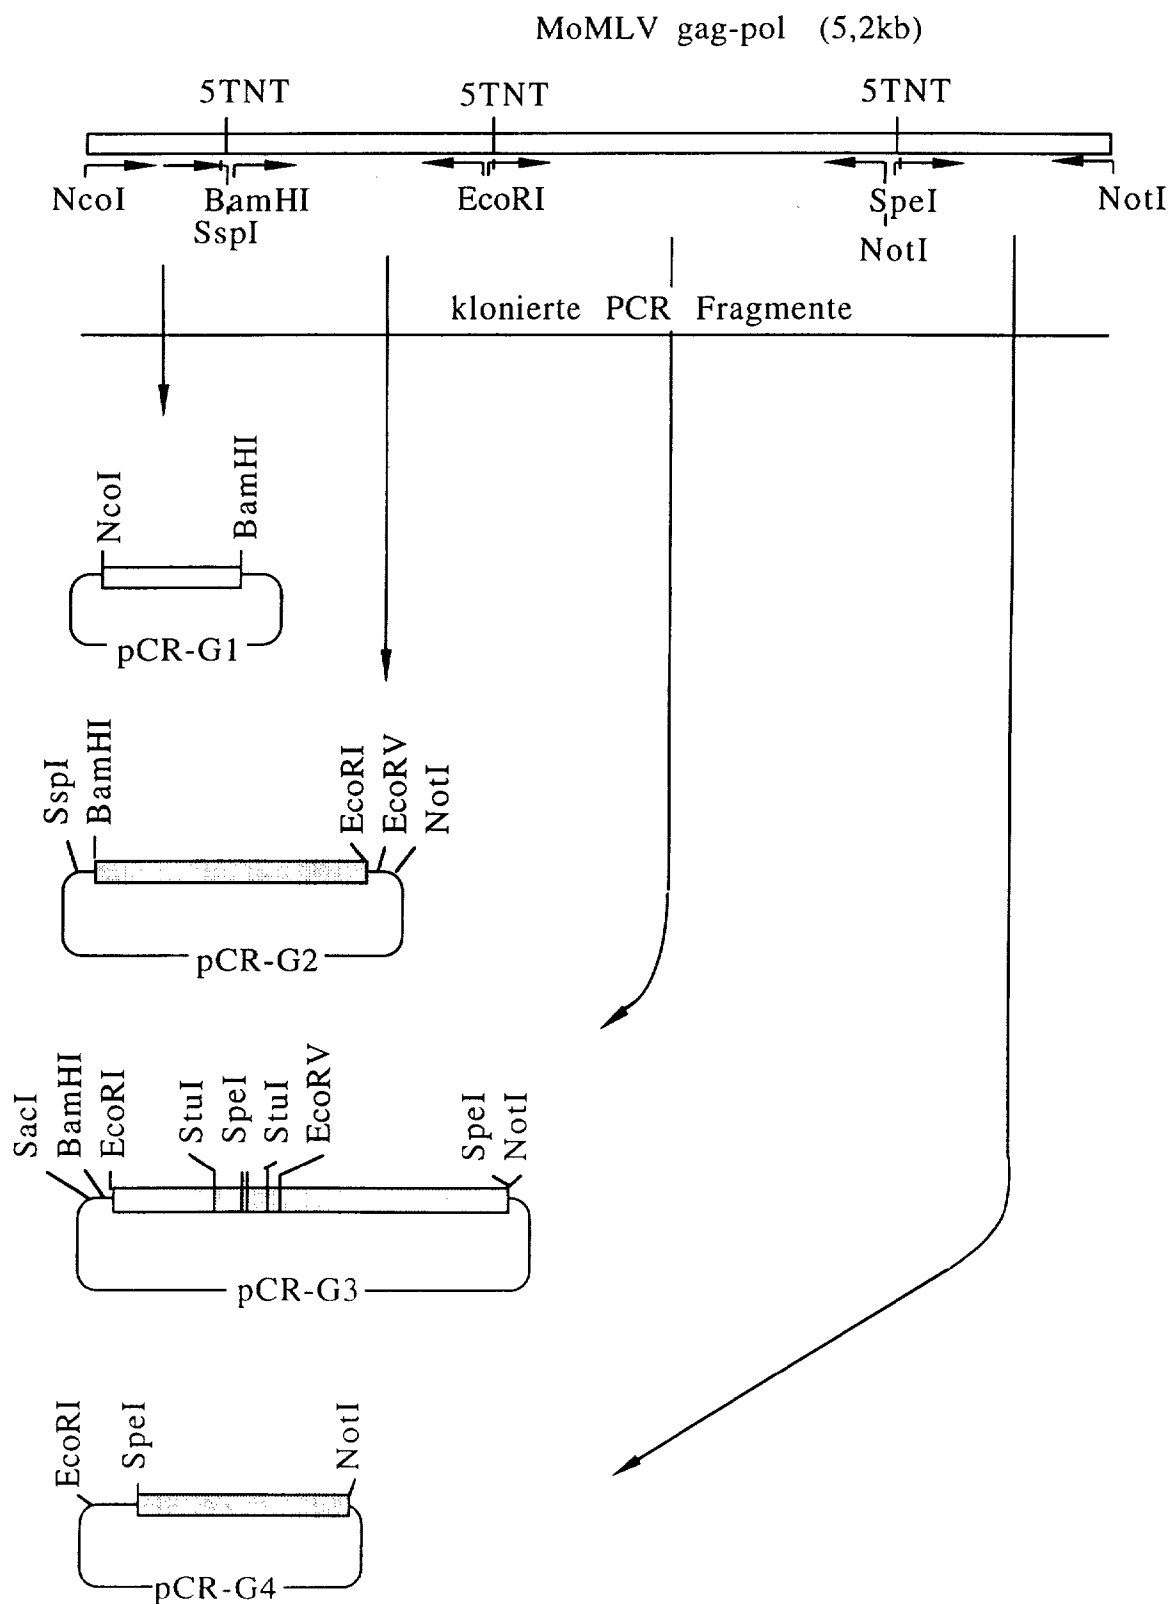 MoMLV gag-pol (5,2kb)
5TNT 5TNT 5TNT
NcoI BamHI EcoRI SpeI NotI
SspI NotI
klonierte PCR Fragmente
NcoI BamHI
pCR-G1
SspI BamHI EcoRI EcoRV NotI
pCR-G2
SacI BamHI EcoRI StuI SpeI StuI EcoRV SpeI NotI
pCR-G3
EcoRI SpeI NotI
pCR-G4